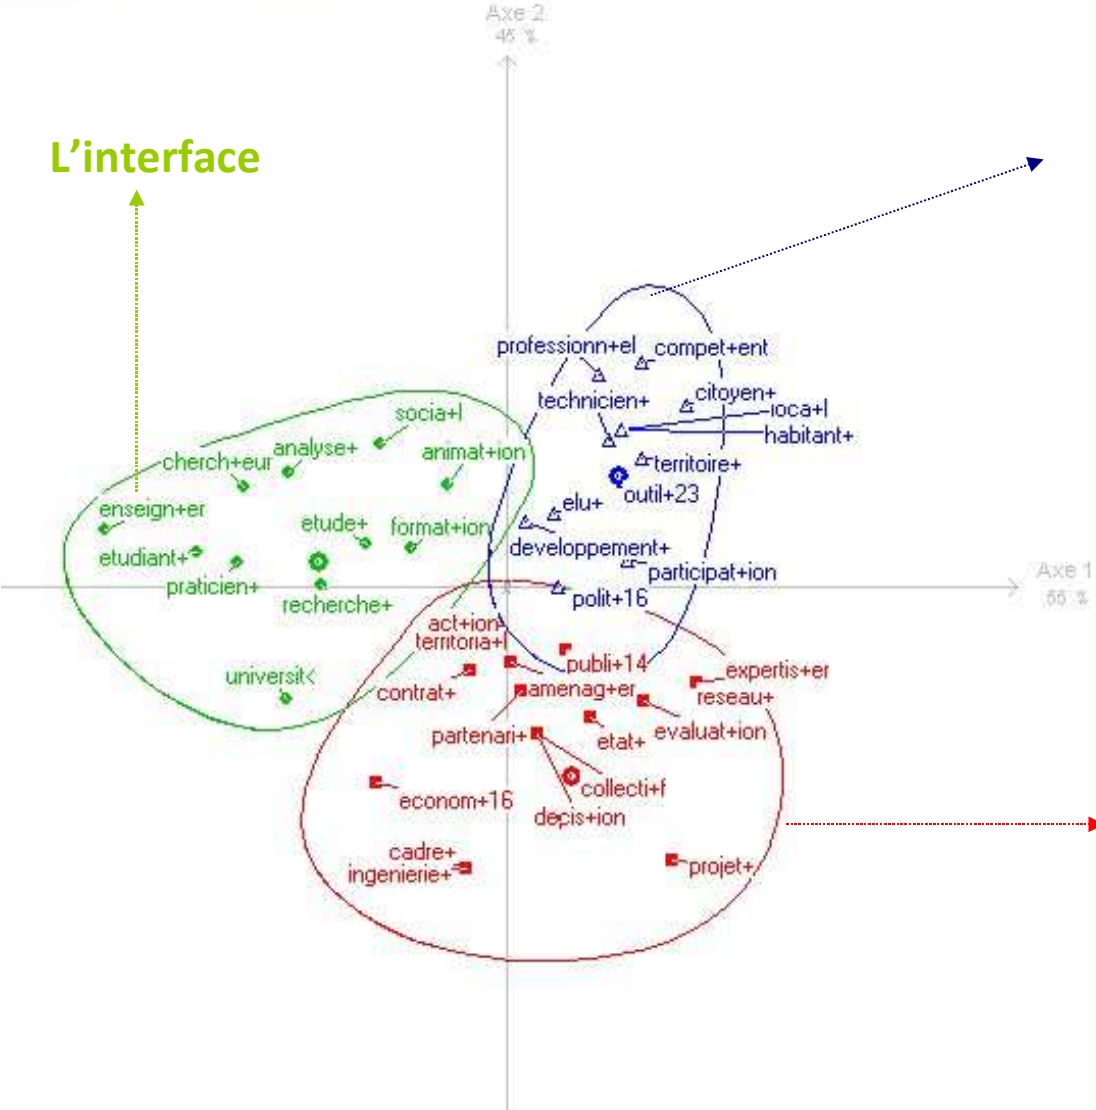 Axe 2
45 %
L'interface
professionn+el
compet+ent
technicien+
cityen+
loca+l
habitant+
socia+l
analyse+
animat+ion
cherch+eur
territoire+
outil+23
enseign+er
elu+
etude+
format+ion
etudiant+
developpement+
participat+ion
praticien+
Axe 1
55 %
recherche+
polit+16
act+ion
territoria+l
publi+14
expertis+er
universit<
contrat+
amenag+er
reseau+
partenari+
etat+
evaluat+ion
collecti+f
econom+16
decis+ion
cadre+
ingenierie+
projet+